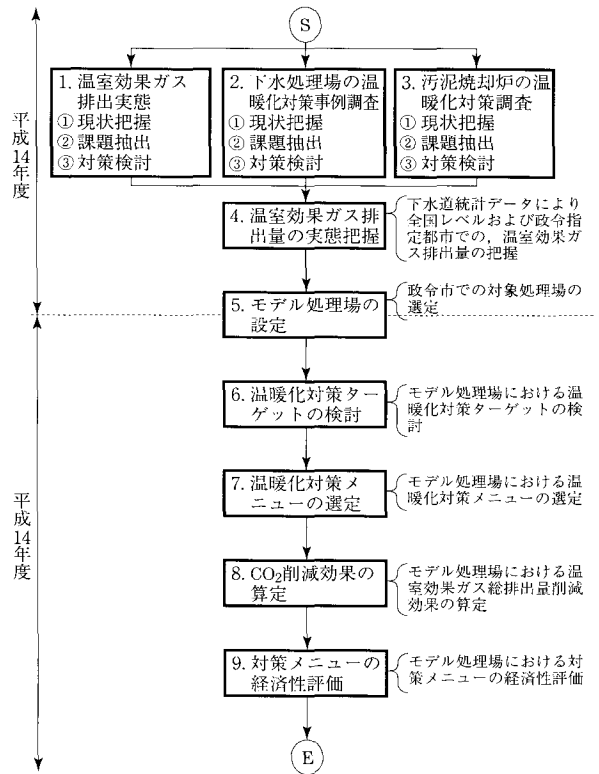 S
1. 温室効果ガス
排出実態
① 現状把握
② 課題抽出
③ 対策検討
2. 下水処理場の温
暖化対策事例調査
① 現状把握
② 課題抽出
③ 対策検討
3. 汚泥焼却炉の温
暖化対策調査
① 現状把握
② 課題抽出
③ 対策検討
平成14年度
4. 温室効果ガス排
出量の実態把握
下水道統計データにより
全国レベルおよび政令指
定都市での，温室効果ガ
ス排出量の把握
5. モデル処理場の
設定
政令市での対象処理場の
選定
平成14年度
6. 温暖化対策ター
ゲットの検討
モデル処理場における温
暖化対策ターゲットの検
討
7. 温暖化対策メ
ニューの選定
モデル処理場における温
暖化対策メニューの選定
8. CO₂削減効果の
算定
モデル処理場における温
室効果ガス総排出量削減
効果の算定
9. 対策メニューの
経済性評価
モデル処理場における対
策メニューの経済性評価
E